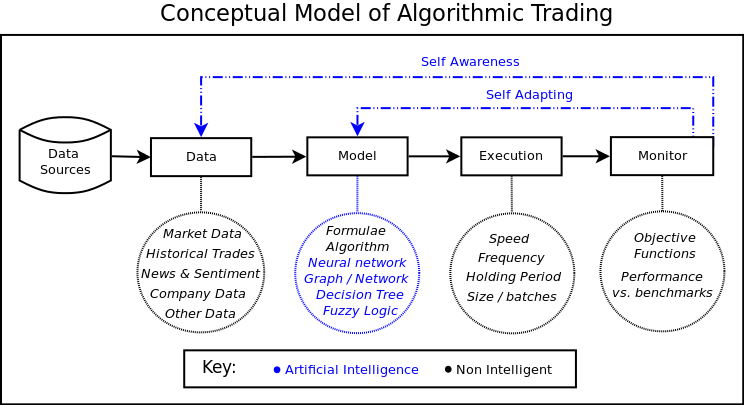 Conceptual Model of Algorithmic Trading
Self Awareness
Self Adapting
Data
Sources
Data
Model
Execution
Monitor
Market Data
Historical Trades
News & Sentiment
Company Data
Other Data
Formulae
Algorithm
Neural network
Graph / Network
Decision Tree
Fuzzy Logic
Speed
Frequency
Holding Period
Size / batches
Objective
Functions
Performance
vs. benchmarks
Key:
Artificial Intelligence
Non Intelligent